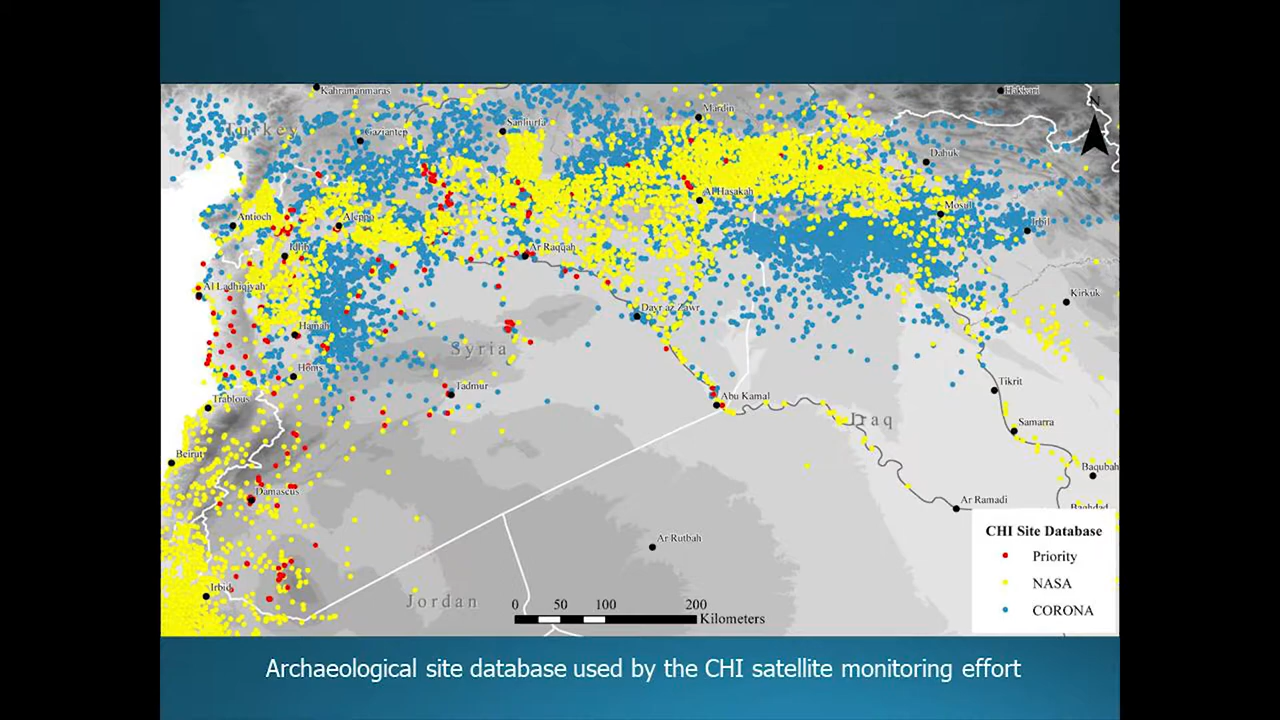 Kahramanmaras
Hakkari
N
Mardin
Turkey
Sanliurfa
Gaziantep
Dahuk
Al Hasakah
Mosul
Antioch
Aleppo
Irbil
Idlib
Ar Raqqah
Al Ladhiqiyah
Kirkuk
Dayr az Zawr
Hamah
Syria
Homs
Tadmur
Tikrit
Trablous
Abu Kamal
Iraq
Samarra
Beirut
Baqubah
Damascus
Ar Ramadi
Baghdad
CHI Site Database
Priority
NASA
CORONA
Ar Rutbah
Irbid
Jordan
0 50 100 200
Kilometers
Archaeological site database used by the CHI satellite monitoring effort